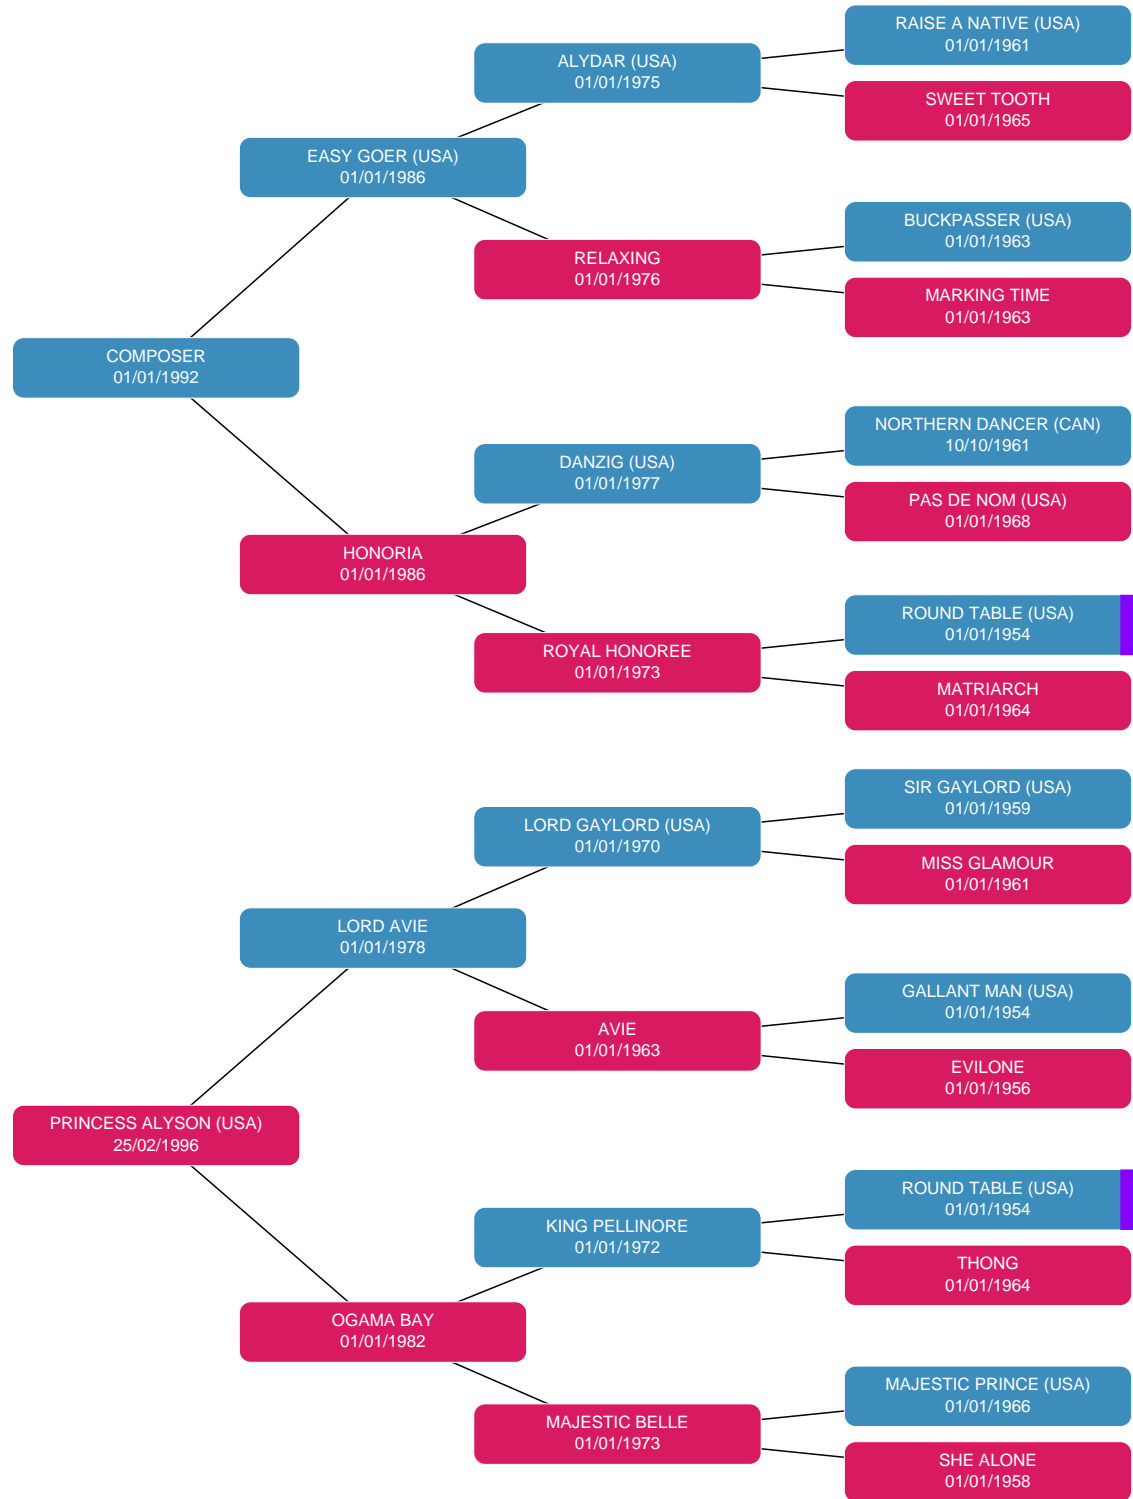 RAISE A NATIVE (USA)
01/01/1961
ALYDAR (USA)
01/01/1975
SWEET TOOTH
01/01/1965
EASY GOER (USA)
01/01/1986
BUCKPASSER (USA)
01/01/1963
RELAXING
01/01/1976
MARKING TIME
01/01/1963
COMPOSER
01/01/1992
NORTHERN DANCER (CAN)
10/10/1961
DANZIG (USA)
01/01/1977
PAS DE NOM (USA)
01/01/1968
HONORIA
01/01/1986
ROUND TABLE (USA)
01/01/1954
ROYAL HONOREE
01/01/1973
MATRIARCH
01/01/1964
SIR GAYLORD (USA)
01/01/1959
LORD GAYLORD (USA)
01/01/1970
MISS GLAMOUR
01/01/1961
LORD AVIE
01/01/1978
GALLANT MAN (USA)
01/01/1954
AVIE
01/01/1963
EVILONE
01/01/1956
PRINCESS ALYSON (USA)
25/02/1996
ROUND TABLE (USA)
01/01/1954
KING PELLINORE
01/01/1972
THONG
01/01/1964
OGAMA BAY
01/01/1982
MAJESTIC PRINCE (USA)
01/01/1966
MAJESTIC BELLE
01/01/1973
SHE ALONE
01/01/1958